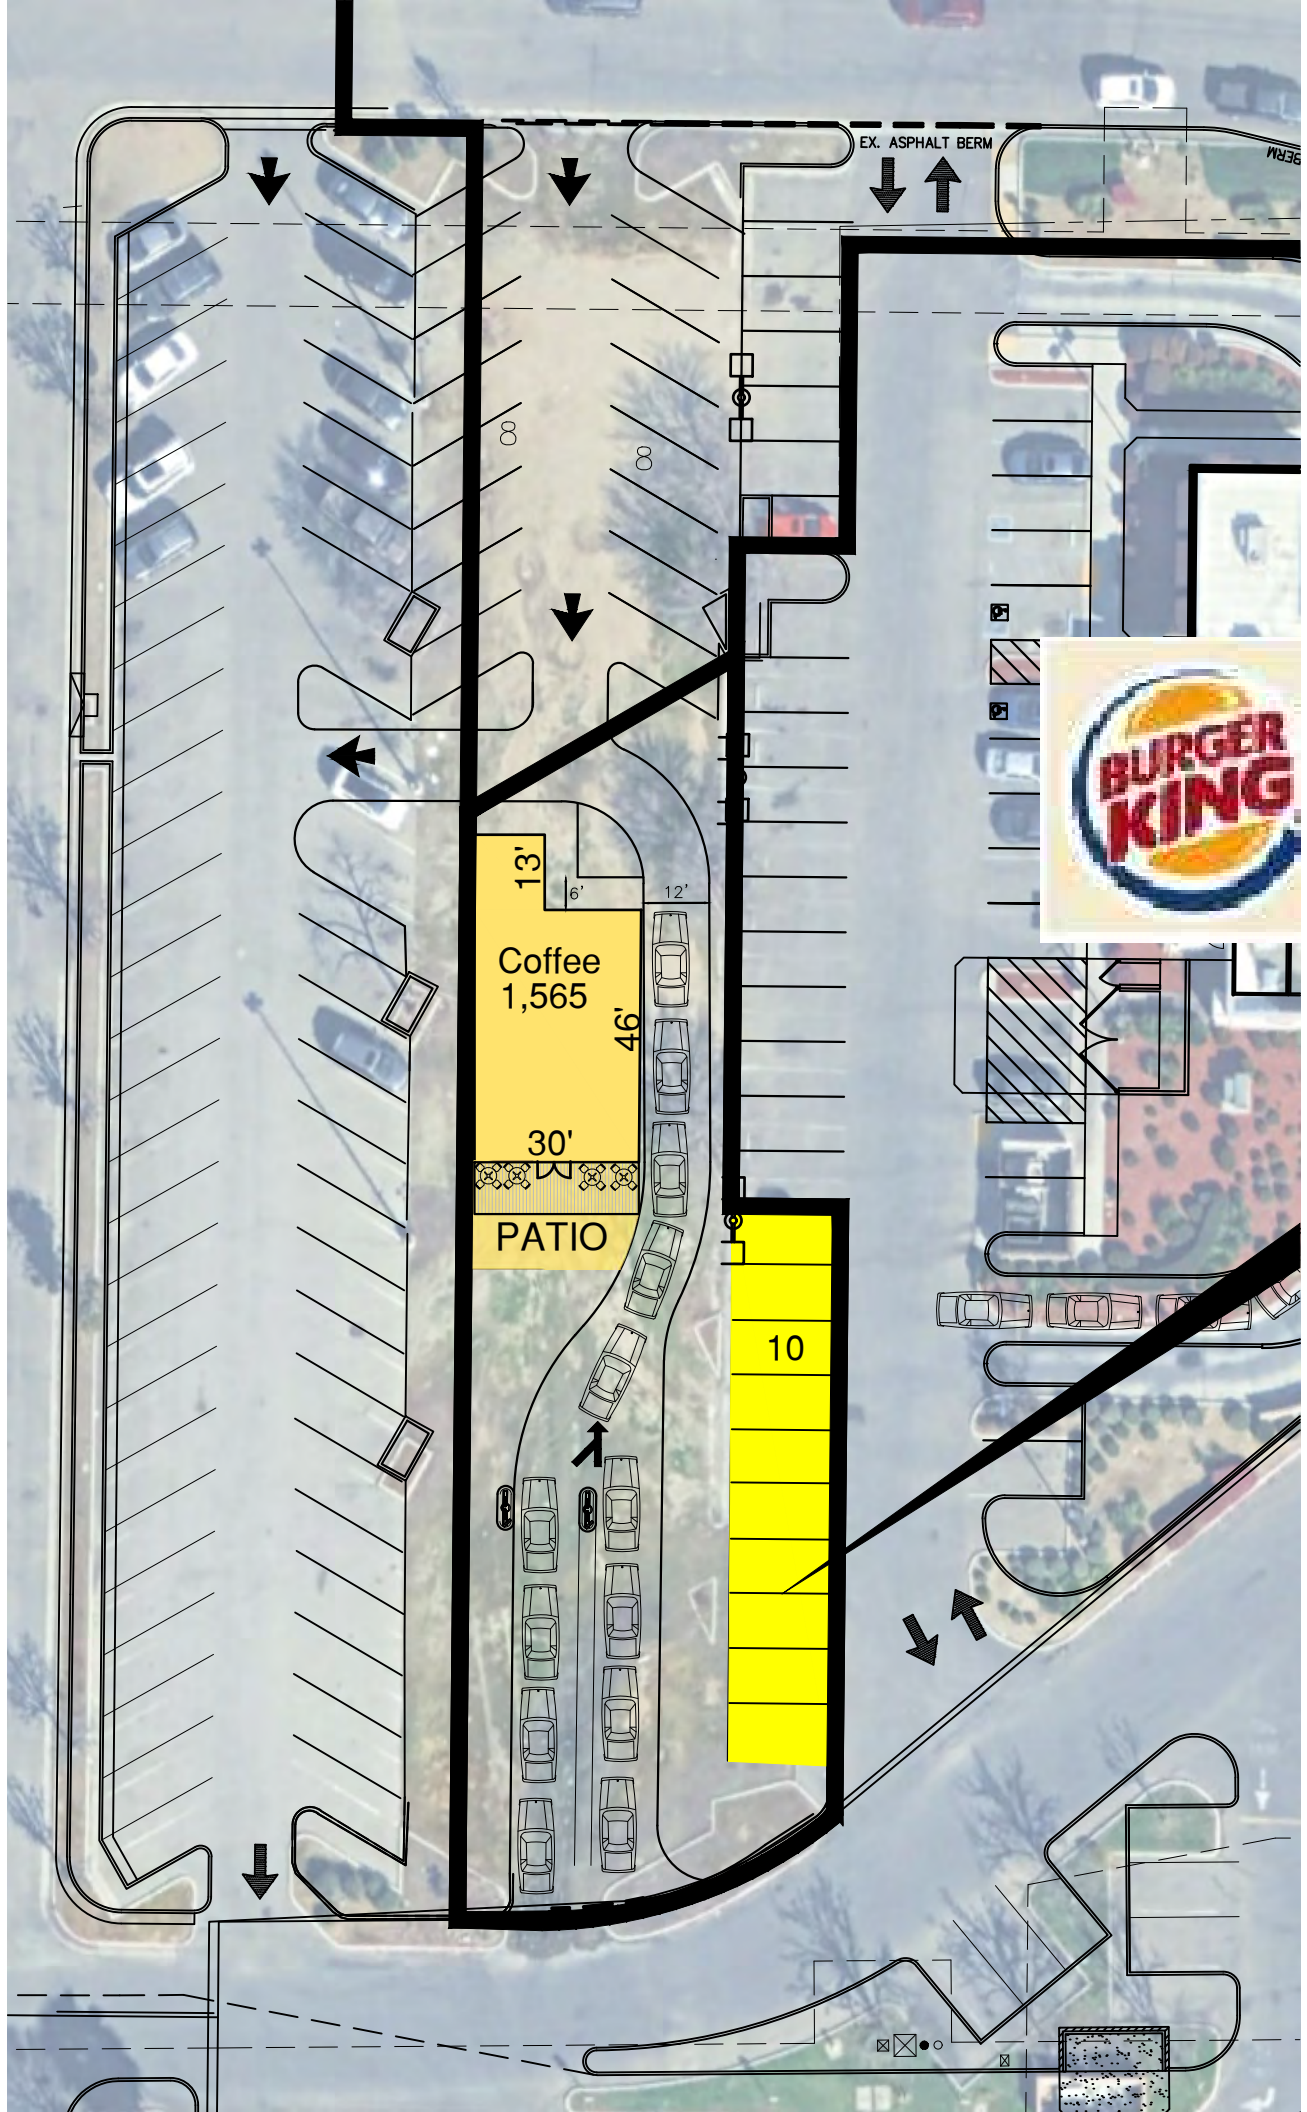 EX. ASPHALT BERM
BERM
8
8
BURGER
KING
13'
6'
12'
Coffee
1,565
46'
30'
PATIO
10